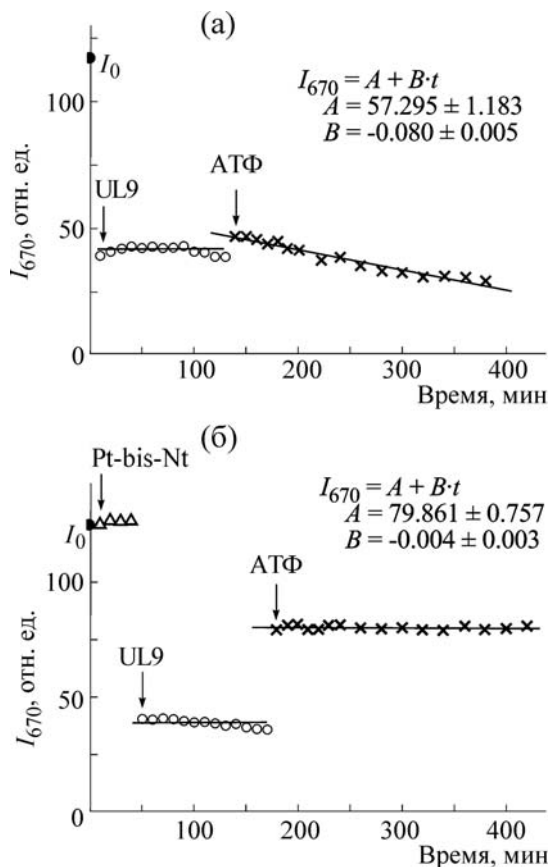 (а)
I₀
I₆₇₀ = A + B·t
A = 57.295 ± 1.183
B = -0.080 ± 0.005
100
АТФ
UL9
50
0
I₆₇₀, отн. ед.
100
200
300
400
Время, мин
(б)
Pt-bis-Nt
I₆₇₀ = A + B·t
A = 79.861 ± 0.757
B = -0.004 ± 0.003
I₀
100
АТФ
UL9
50
0
I₆₇₀, отн. ед.
100
200
300
400
Время, мин